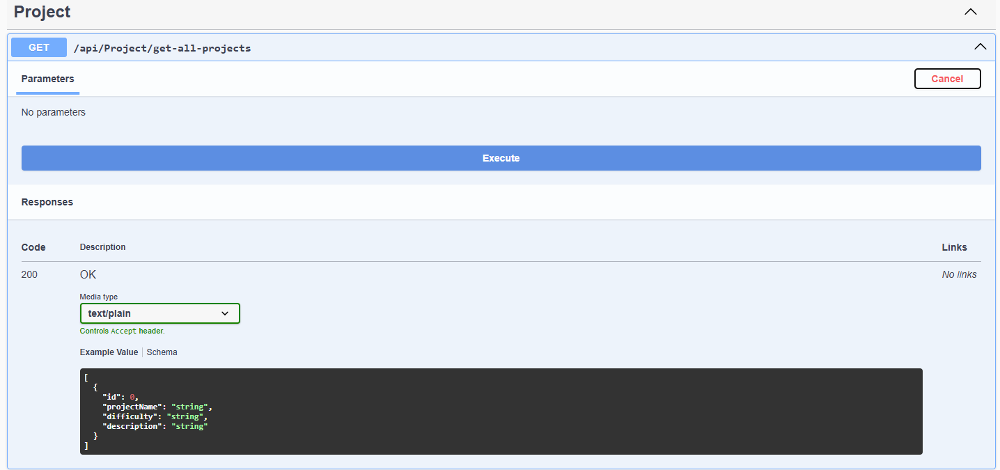 Project
GET /api/Project/get-all-projects
Parameters Cancel
No parameters
Execute
Responses
Code Description Links
200 OK No links
Media type
text/plain
Controls Accept header.
Example Value Schema
[
  {
    "id": 0,
    "projectName": "string",
    "difficulty": "string",
    "description": "string"
  }
]